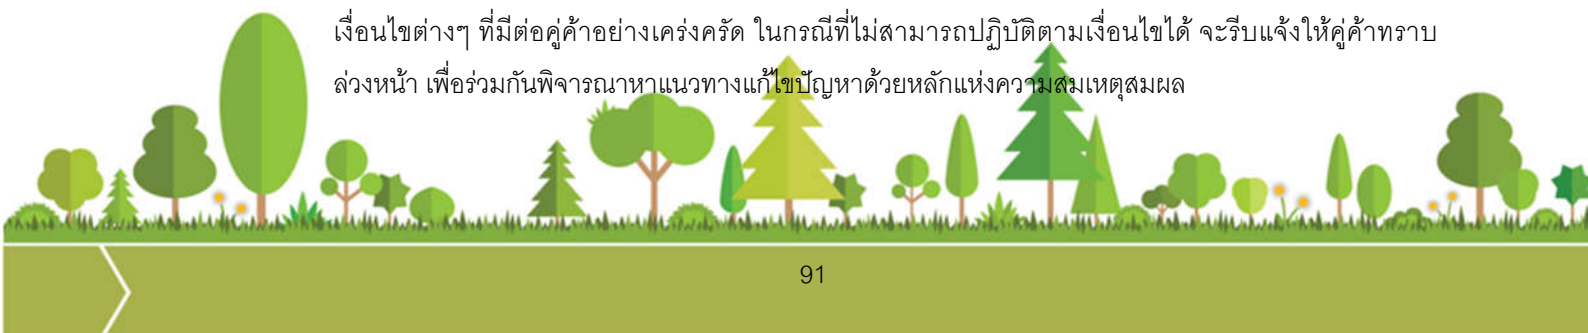 เงื่อนไขต่างๆ ที่มีต่อคู่ค้าอย่างเคร่งครัด ในกรณีที่ไม่สามารถปฏิบัติตามเงื่อนไขได้ จะรีบแจ้งให้คู่ค้าทราบ
ล่วงหน้า เพื่อร่วมกันพิจารณาหาแนวทางแก้ไขปัญหาด้วยหลักแห่งความสมเหตุสมผล
91